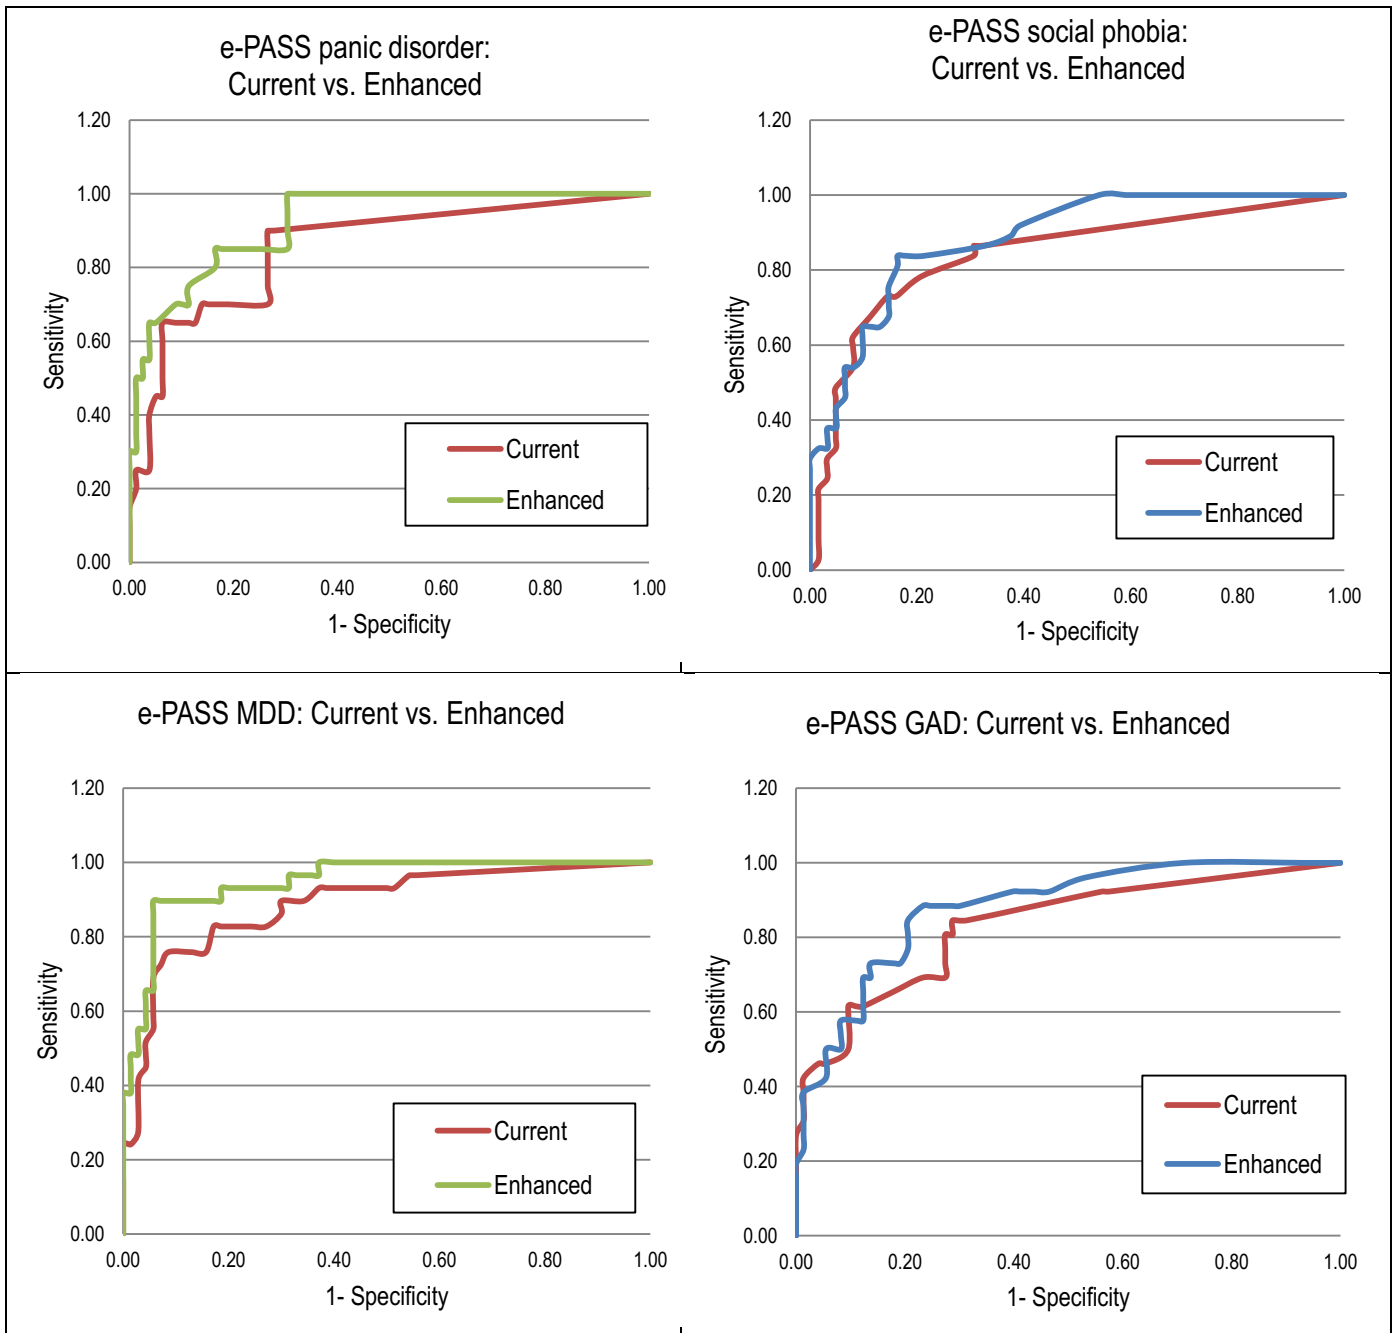 e-PASS panic disorder:
Current vs. Enhanced
1.20
1.00
0.80
0.60
0.40
0.20
0.00
Sensitivity
0.00 0.20 0.40 0.60 0.80 1.00
1- Specificity
Current
Enhanced
e-PASS social phobia:
Current vs. Enhanced
1.20
1.00
0.80
0.60
0.40
0.20
0.00
Sensitivity
0.00 0.20 0.40 0.60 0.80 1.00
1- Specificity
Current
Enhanced
e-PASS MDD: Current vs. Enhanced
1.20
1.00
0.80
0.60
0.40
0.20
0.00
Sensitivity
0.00 0.20 0.40 0.60 0.80 1.00
1- Specificity
Current
Enhanced
e-PASS GAD: Current vs. Enhanced
1.20
1.00
0.80
0.60
0.40
0.20
0.00
Sensitivity
0.00 0.20 0.40 0.60 0.80 1.00
1- Specificity
Current
Enhanced